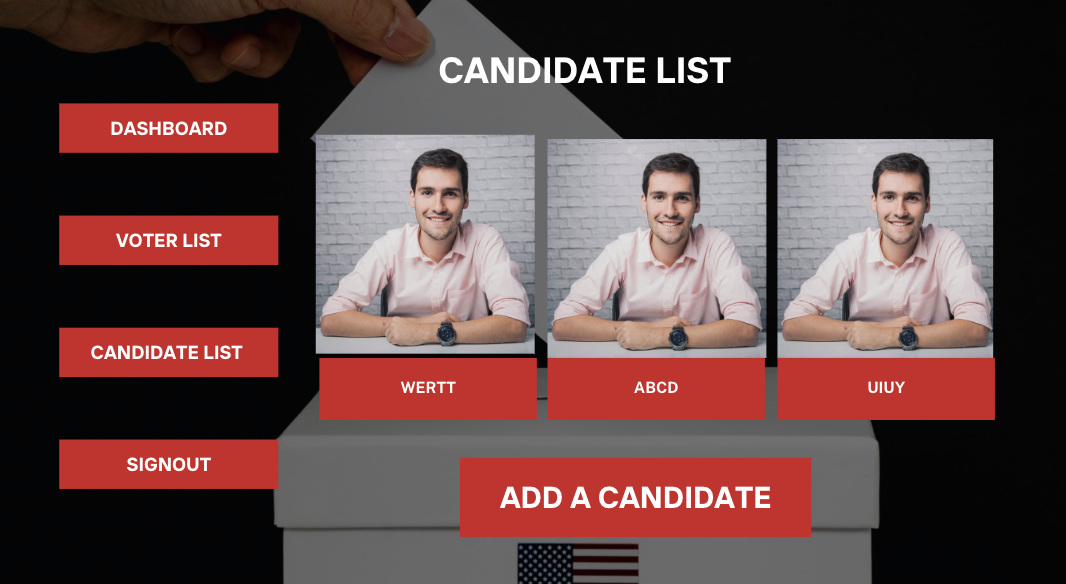 CANDIDATE LIST
DASHBOARD
VOTER LIST
CANDIDATE LIST
SIGNOUT
WERTT
ABCD
UIUY
ADD A CANDIDATE